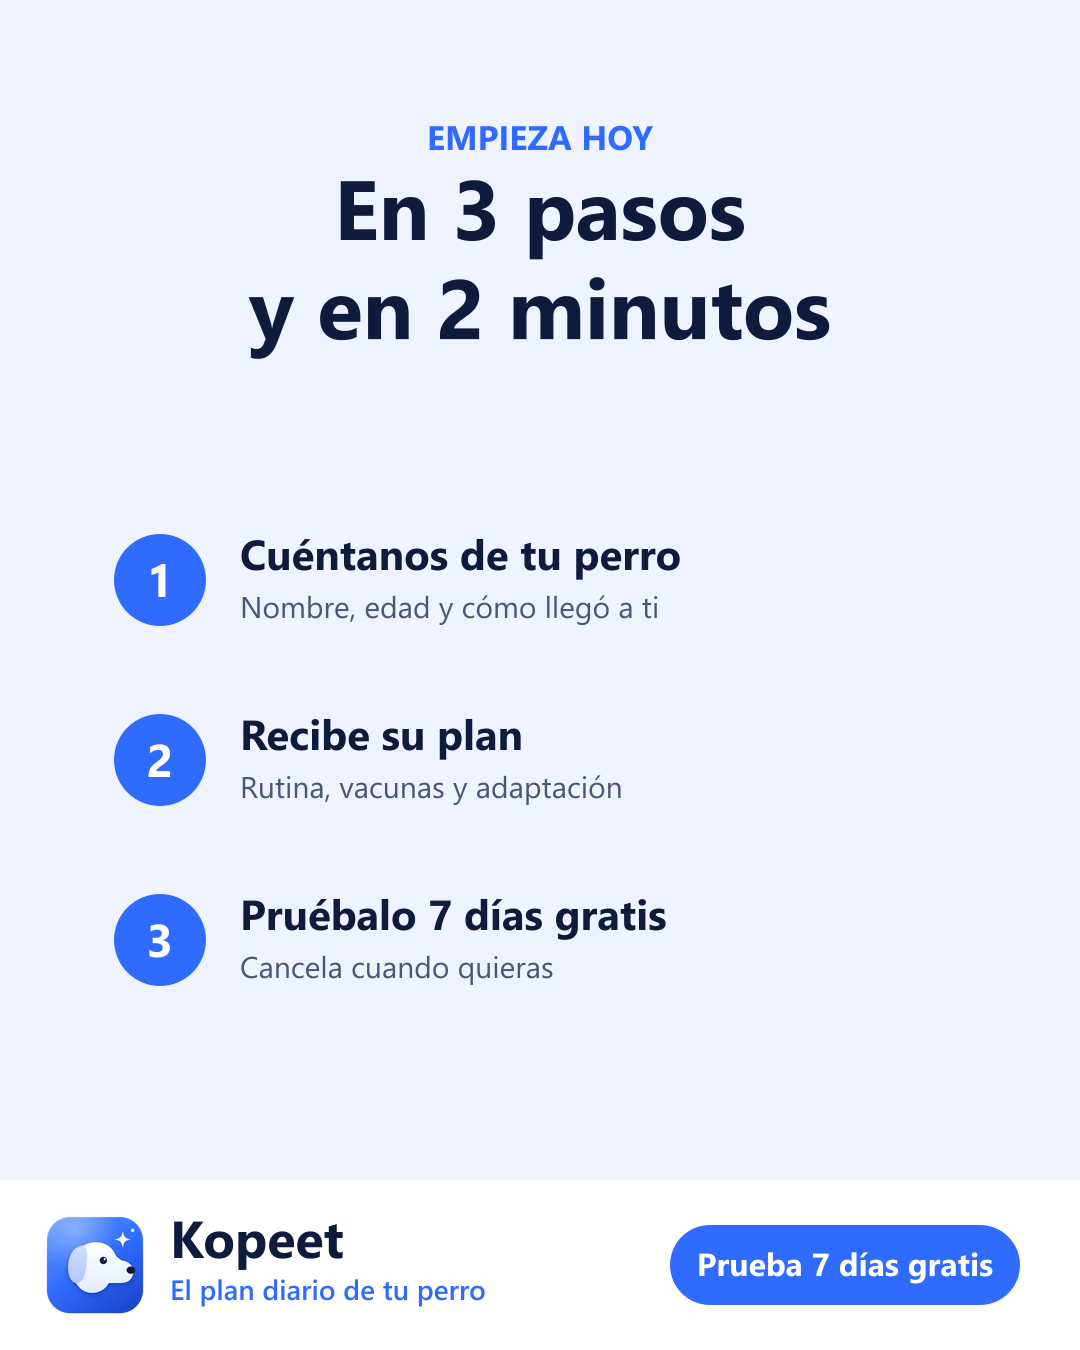 EMPIEZA HOY
En 3 pasos
y en 2 minutos
1
Cuéntanos de tu perro
Nombre, edad y cómo llegó a ti
2
Recibe su plan
Rutina, vacunas y adaptación
3
Pruébalo 7 días gratis
Cancela cuando quieras
Kopeet
El plan diario de tu perro
Prueba 7 días gratis